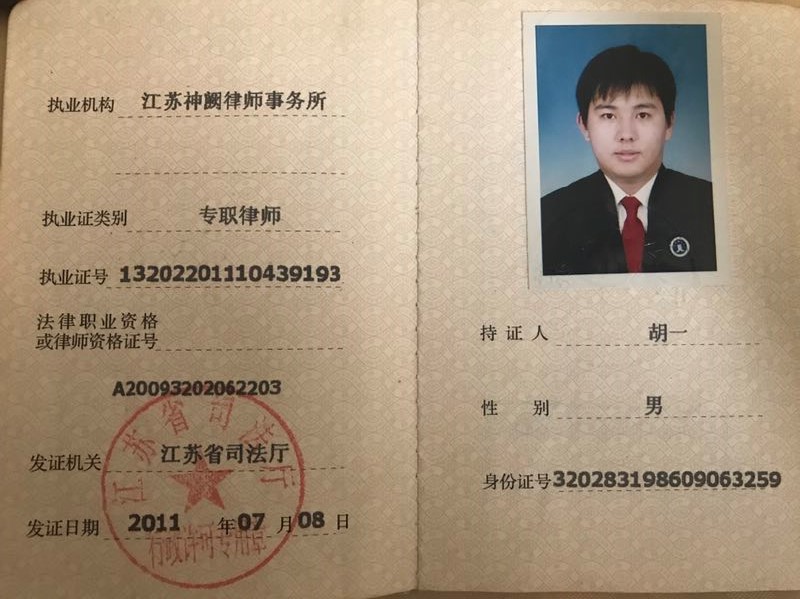 执业机构 江苏神阙律师事务所
执业证类别 专职律师
执业证号 13202201110439193
法律职业资格
或律师资格证号
A20093202062203
发证机关 江苏省司法厅
发证日期 2011 年 07 月 08 日
江苏省司法厅
行政许可专用章
持证人 胡一
性别 男
身份证号 320283198609063259